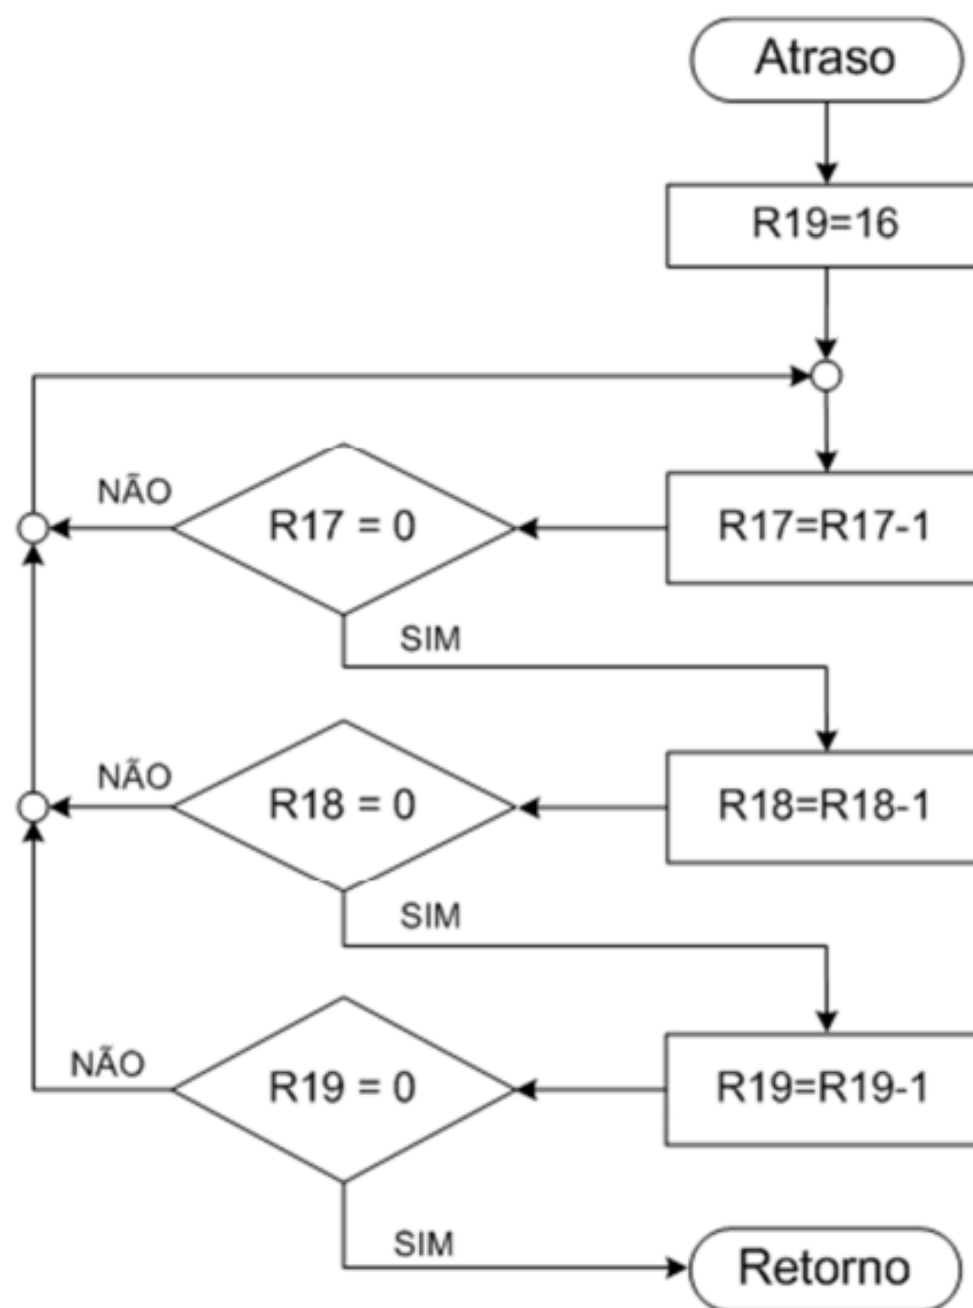 Atraso
R19=16
NÃO
R17 = 0
R17=R17-1
SIM
NÃO
R18 = 0
R18=R18-1
SIM
NÃO
R19 = 0
R19=R19-1
SIM
Retorno